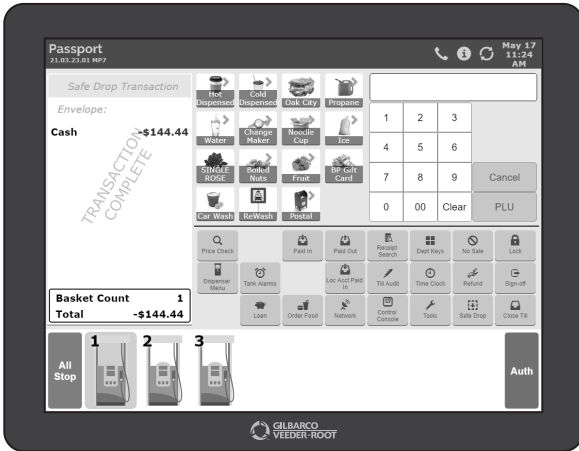 Passport
21.03.23.01 MP7
May 17
11:24
AM
Safe Drop Transaction
Envelope:
Cash -$144.44
TRANSACTION
COMPLETE
Basket Count 1
Total -$144.44
Hot
Dispensed
Cold
Dispensed
Oak City
Propane
Water
Change
Maker
Noodle
Cup
Ice
SINGLE
ROSE
Boiled
Nuts
Fruit
BP Gift
Card
Car Wash
ReWash
Postal
1 2 3
4 5 6
7 8 9
0 00 Clear
Cancel
PLU
Price Check
Paid In
Paid Out
Receipt
Search
Dept Keys
No Sale
Lock
Dispenser
Menu
Tank Alarms
Loc Acct Paid
In
Till Audit
Time Clock
Refund
Sign-off
Loan
Order Food
Network
Control
Console
Tools
Safe Drop
Close Till
All
Stop
1
2
3
Auth
GILBARCO
VEEDER-ROOT